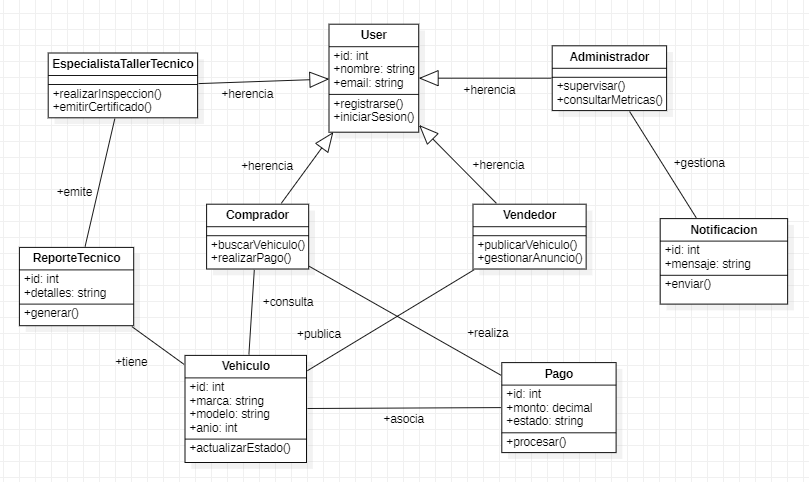 User
+id: int
+nombre: string
+email: string
+registrarse()
+iniciarSesion()
EspecialistaTallerTecnico
+realizarInspeccion()
+emitirCertificado()
Administrador
+supervisar()
+consultarMetricas()
+herencia
+herencia
+herencia
+herencia
+gestiona
+emite
Comprador
+buscarVehiculo()
+realizarPago()
Vendedor
+publicarVehiculo()
+gestionarAnuncio()
Notificacion
+id: int
+mensaje: string
+enviar()
ReporteTecnico
+id: int
+detalles: string
+generar()
+consulta
+publica
+realiza
+tiene
Vehiculo
+id: int
+marca: string
+modelo: string
+anio: int
+actualizarEstado()
+asocia
Pago
+id: int
+monto: decimal
+estado: string
+procesar()